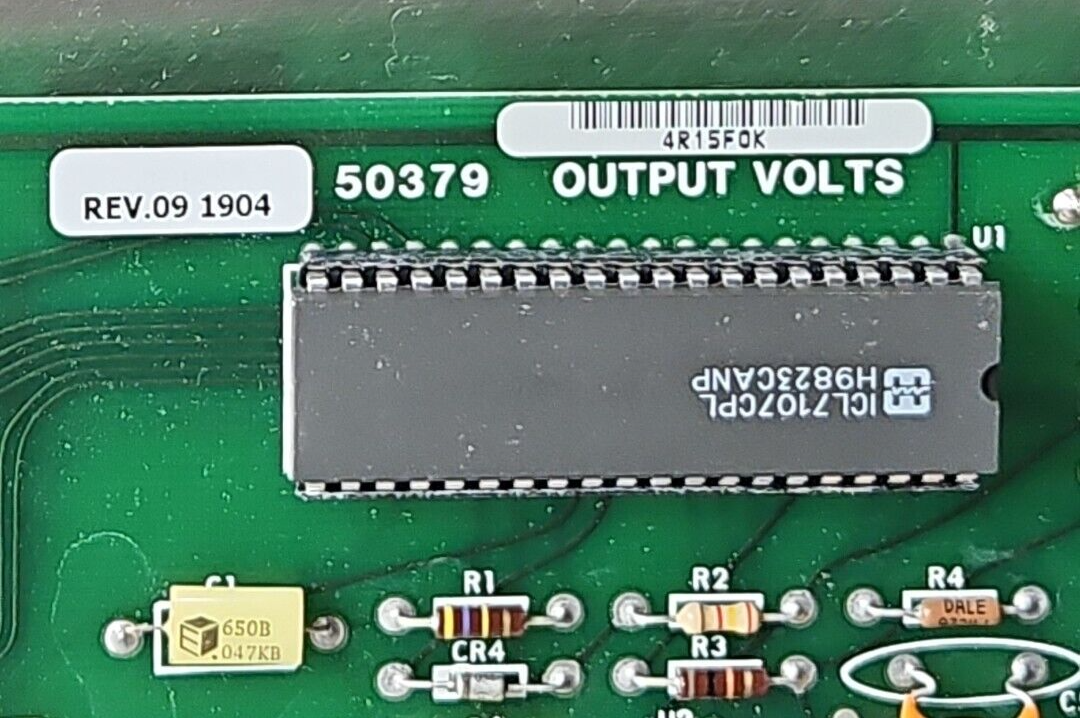 4R15F0K
REV.09 1904
50379
OUTPUT VOLTS
U1
ICL7107CPL
H9823CANP
C1
650B
.047KB
R1
R2
R4
DALE
CR4
R3